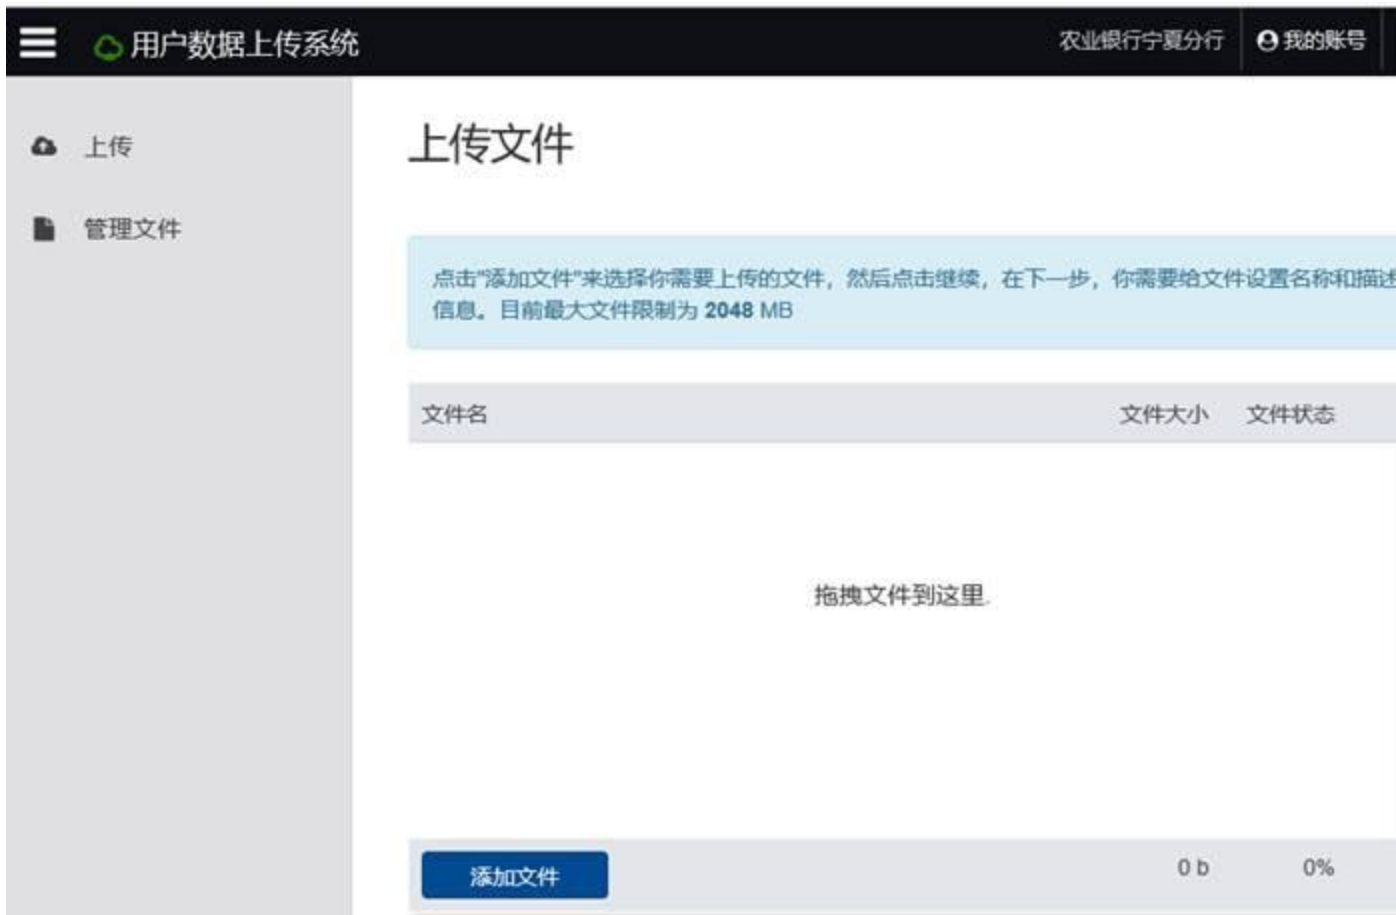 用户数据上传系统 农业银行宁夏分行 我的账号
上传
管理文件
上传文件
点击"添加文件"来选择你需要上传的文件，然后点击继续，在下一步，你需要给文件设置名称和描述
信息。目前最大文件限制为 2048 MB
文件名 文件大小 文件状态
拖拽文件到这里.
添加文件 0 b 0%